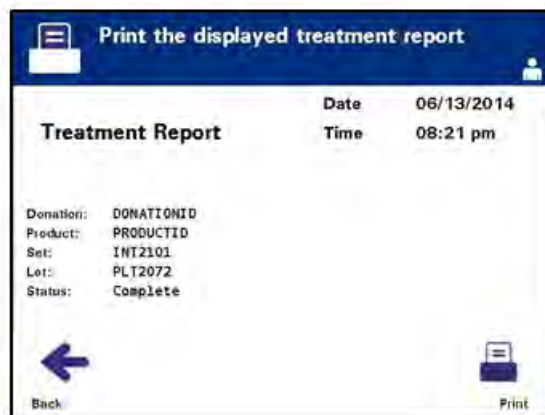 Print the displayed treatment report
Date 06/13/2014
Treatment Report Time 08:21 pm
Donation: DONATIONID
Product: PRODUCTID
Set: INT2101
Lot: PLT2072
Status: Complete
Back Print